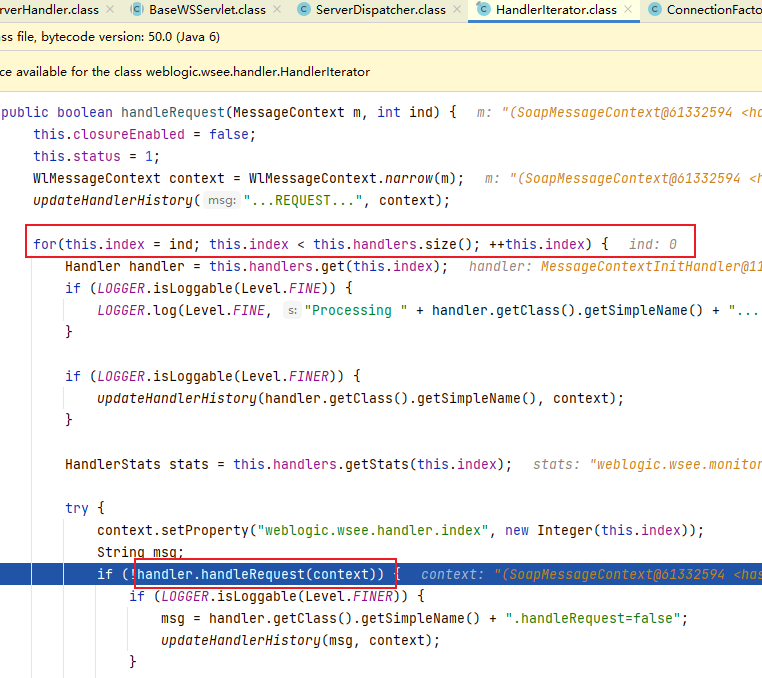 rverHandler.class BaseWSServlet.class ServerDispatcher.class HandlerIterator.class ConnectionFacto
ss file, bytecode version: 50.0 (Java 6)
ce available for the class weblogic.wsee.handler.HandlerIterator
public boolean handleRequest(MessageContext m, int ind) { m: "(SoapMessageContext@61332594 <ha
this.closureEnabled = false;
this.status = 1;
WlMessageContext context = WlMessageContext.narrow(m); m: "(SoapMessageContext@61332594 <h
updateHandlerHistory( msg: "...REQUEST...", context);
for(this.index = ind; this.index < this.handlers.size(); ++this.index) { ind: 0
Handler handler = this.handlers.get(this.index); handler: MessageContextInitHandler@11
if (LOGGER.isLoggable(Level.FINE)) {
LOGGER.log(Level.FINE, s: "Processing " + handler.getClass().getSimpleName() + "...
}
if (LOGGER.isLoggable(Level.FINER)) {
updateHandlerHistory(handler.getClass().getSimpleName(), context);
}
HandlerStats stats = this.handlers.getStats(this.index); stats: "weblogic.wsee.monitor
try {
context.setProperty("weblogic.wsee.handler.index", new Integer(this.index));
String msg;
if (!handler.handleRequest(context)) { context: "(SoapMessageContext@61332594 <has
if (LOGGER.isLoggable(Level.FINER)) {
msg = handler.getClass().getSimpleName() + ".handleRequest=false";
updateHandlerHistory(msg, context);
}